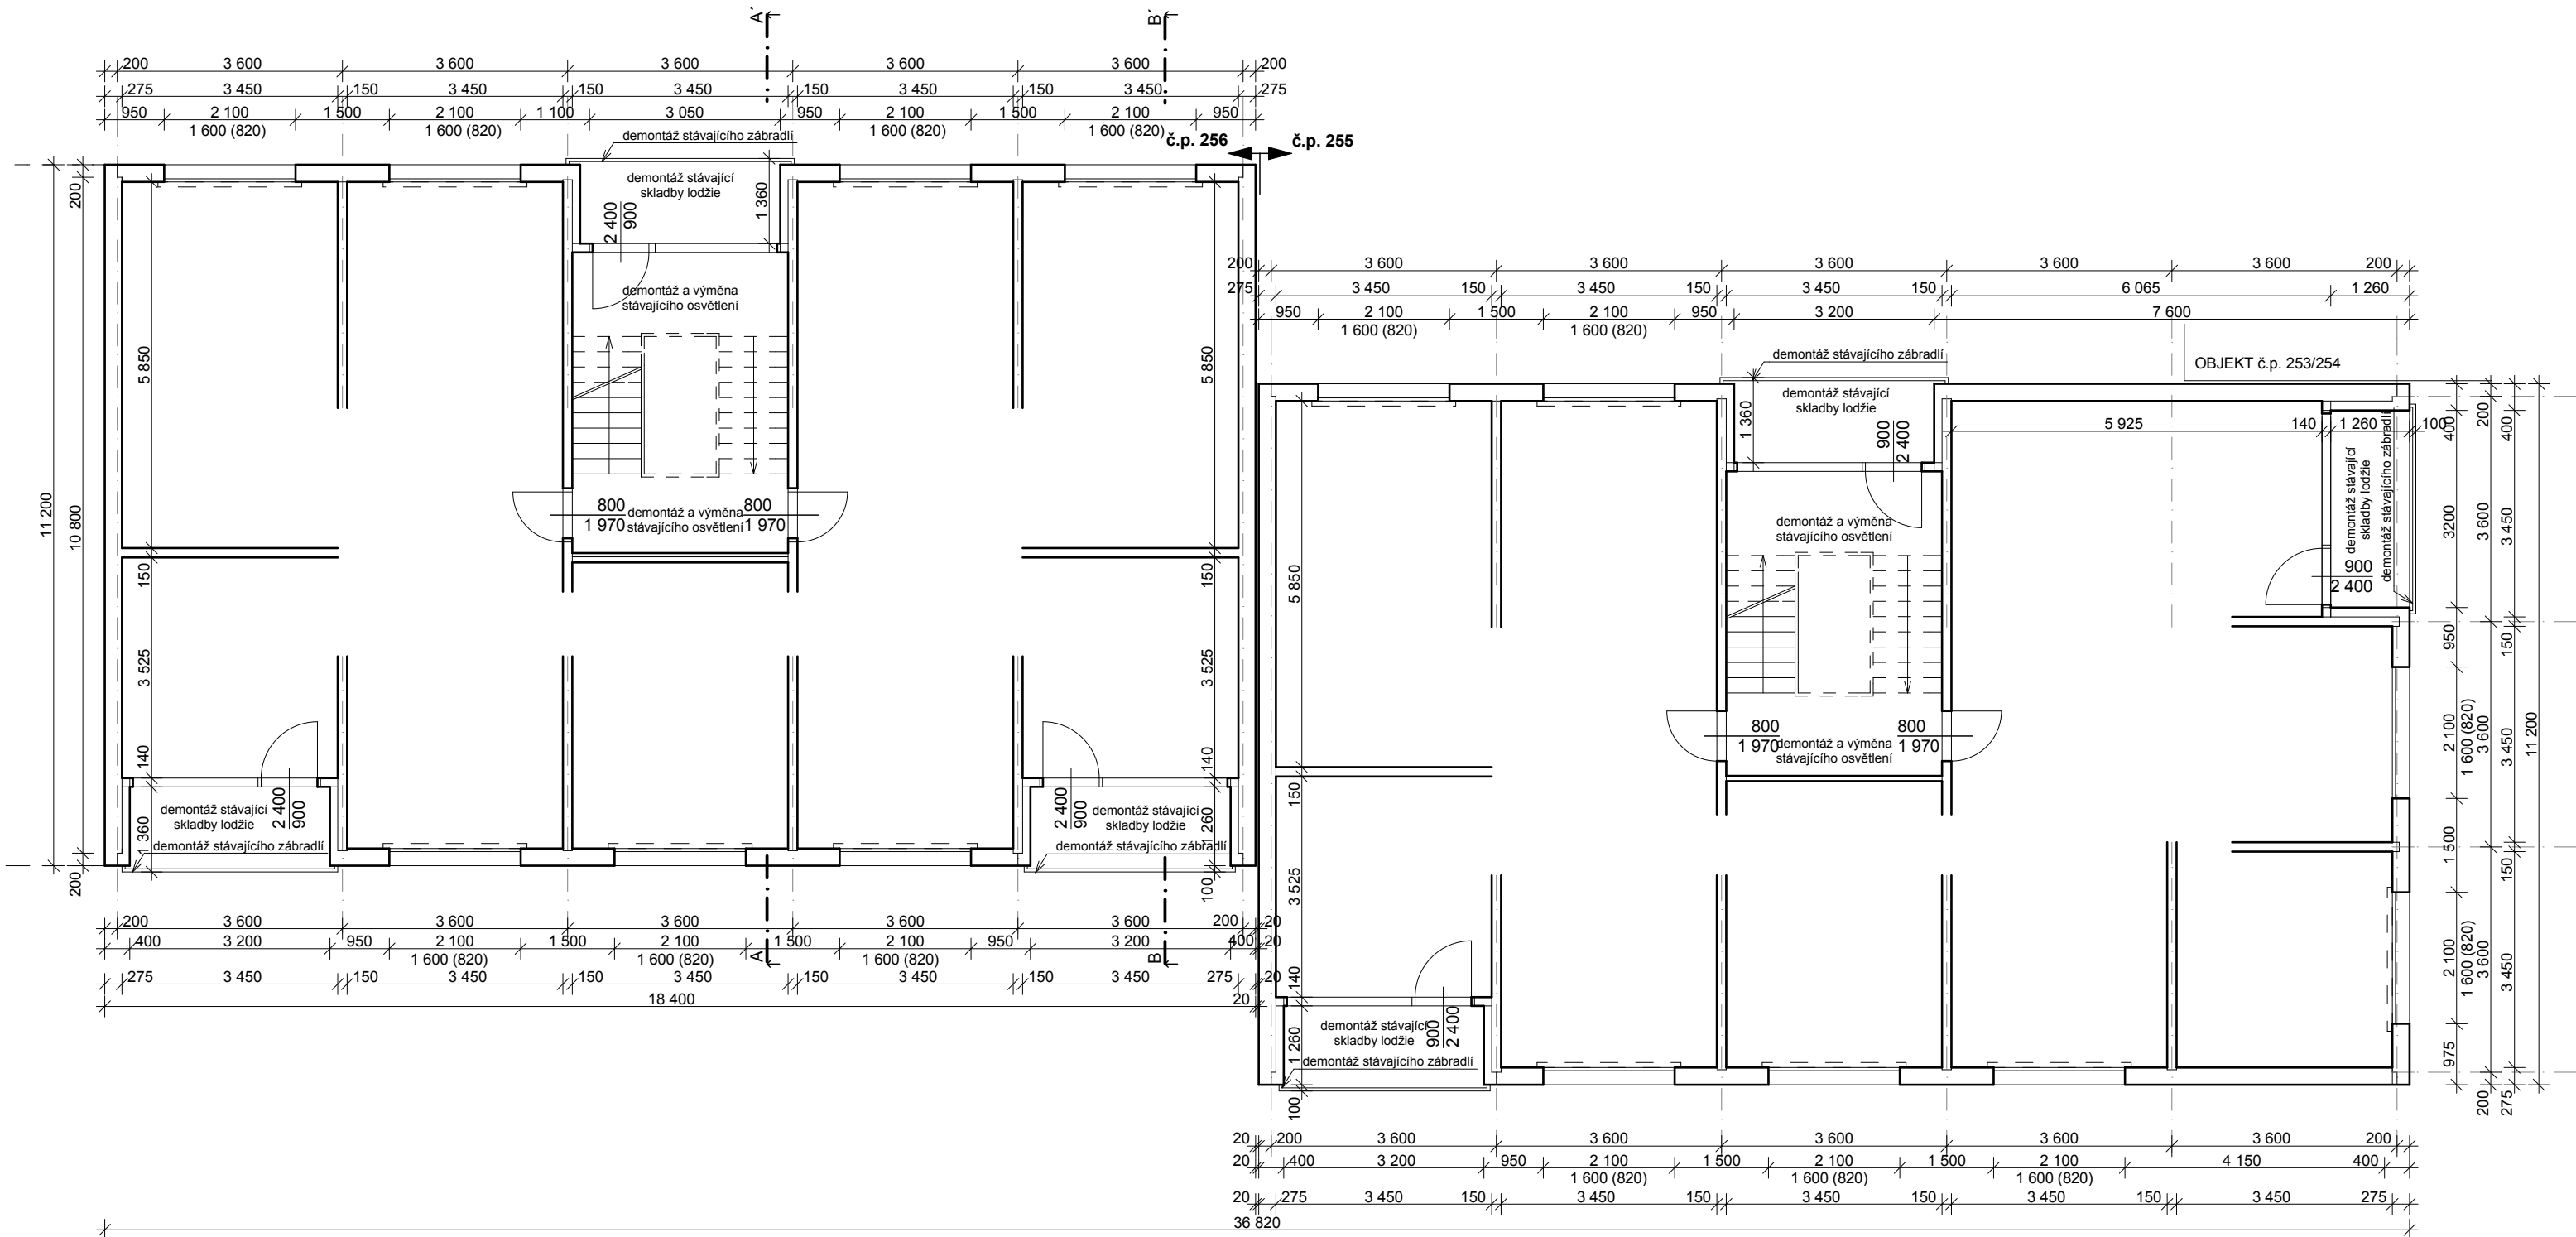 A´
B´
200 3 600 3 600 3 600 3 600 3 600 200
275 3 450 150 3 450 150 3 450 150 3 450 150 3 450 275
950 2 100 1 500 2 100 1 100 3 050 950 2 100 1 500 2 100 950
1 600 (820) 1 600 (820) 1 600 (820) 1 600 (820)
demontáž stávajícího zábradlí
č.p. 256 č.p. 255
demontáž stávající
skladby lodžie
1 360
2 400
900
200
11 200
10 800
200
5 850
150
3 525
140
1 360
demontáž a výměna
stávajícího osvětlení
5 850
150
3 525
140
1 260
100
800
1 970
demontáž a výměna
stávajícího osvětlení
800
1 970
demontáž stávající
skladby lodžie
2 400
900
demontáž stávajícího zábradlí
2 400
900
demontáž stávající
skladby lodžie
demontáž stávajícího zábradlí
200 3 600 3 600 3 600 3 600 3 600 200 20
400 3 200 950 2 100 1 500 2 100 1 500 2 100 950 3 200 400 20
1 600 (820) 1 600 (820) 1 600 (820)
A
B
275 3 450 150 3 450 150 3 450 150 3 450 150 3 450 275 20
18 400 20
200 3 600 3 600 3 600 3 600 3 600 200
275 3 450 150 3 450 150 3 450 150 6 065 1 260
950 2 100 1 500 2 100 950 3 200 7 600
1 600 (820) 1 600 (820)
demontáž stávajícího zábradlí
OBJEKT č.p. 253/254
demontáž stávající
skladby lodžie
1 360
900
2 400
5 925 140 1 260 100
demontáž stávající
skladby lodžie
demontáž stávajícího zábradlí
900
2 400
demontáž a výměna
stávajícího osvětlení
5 850
150
3 525
140
1 260
100
800
1 970
demontáž a výměna
stávajícího osvětlení
800
1 970
demontáž stávající
skladby lodžie
900
2 400
demontáž stávajícího zábradlí
400
3200
950
2 100
1 600 (820)
1 500
2 100
1 600 (820)
975
200
3 600
3 600
3 600
200
400
3 450
150
3 450
150
3 450
275
11 200
20 200 3 600 3 600 3 600 3 600 3 600 200
20 400 3 200 950 2 100 1 500 2 100 1 500 2 100 4 150 400
1 600 (820) 1 600 (820) 1 600 (820)
20 275 3 450 150 3 450 150 3 450 150 3 450 150 3 450 275
36 820